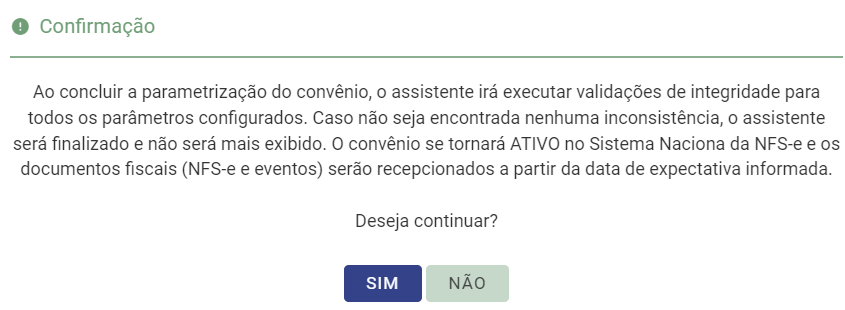 Confirmação
Ao concluir a parametrização do convênio, o assistente irá executar validações de integridade para
todos os parâmetros configurados. Caso não seja encontrada nenhuma inconsistência, o assistente
será finalizado e não será mais exibido. O convênio se tornará ATIVO no Sistema Naciona da NFS-e e os
documentos fiscais (NFS-e e eventos) serão recepcionados a partir da data de expectativa informada.
Deseja continuar?
SIM NÃO